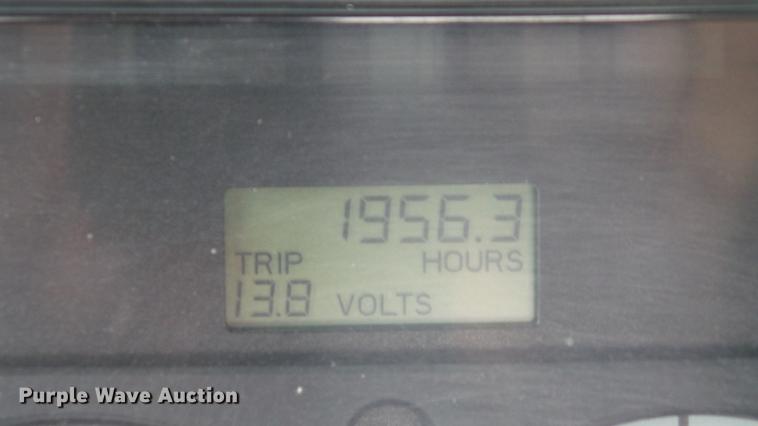 1956.3
TRIP HOURS
13.8 VOLTS
Purple Wave Auction®